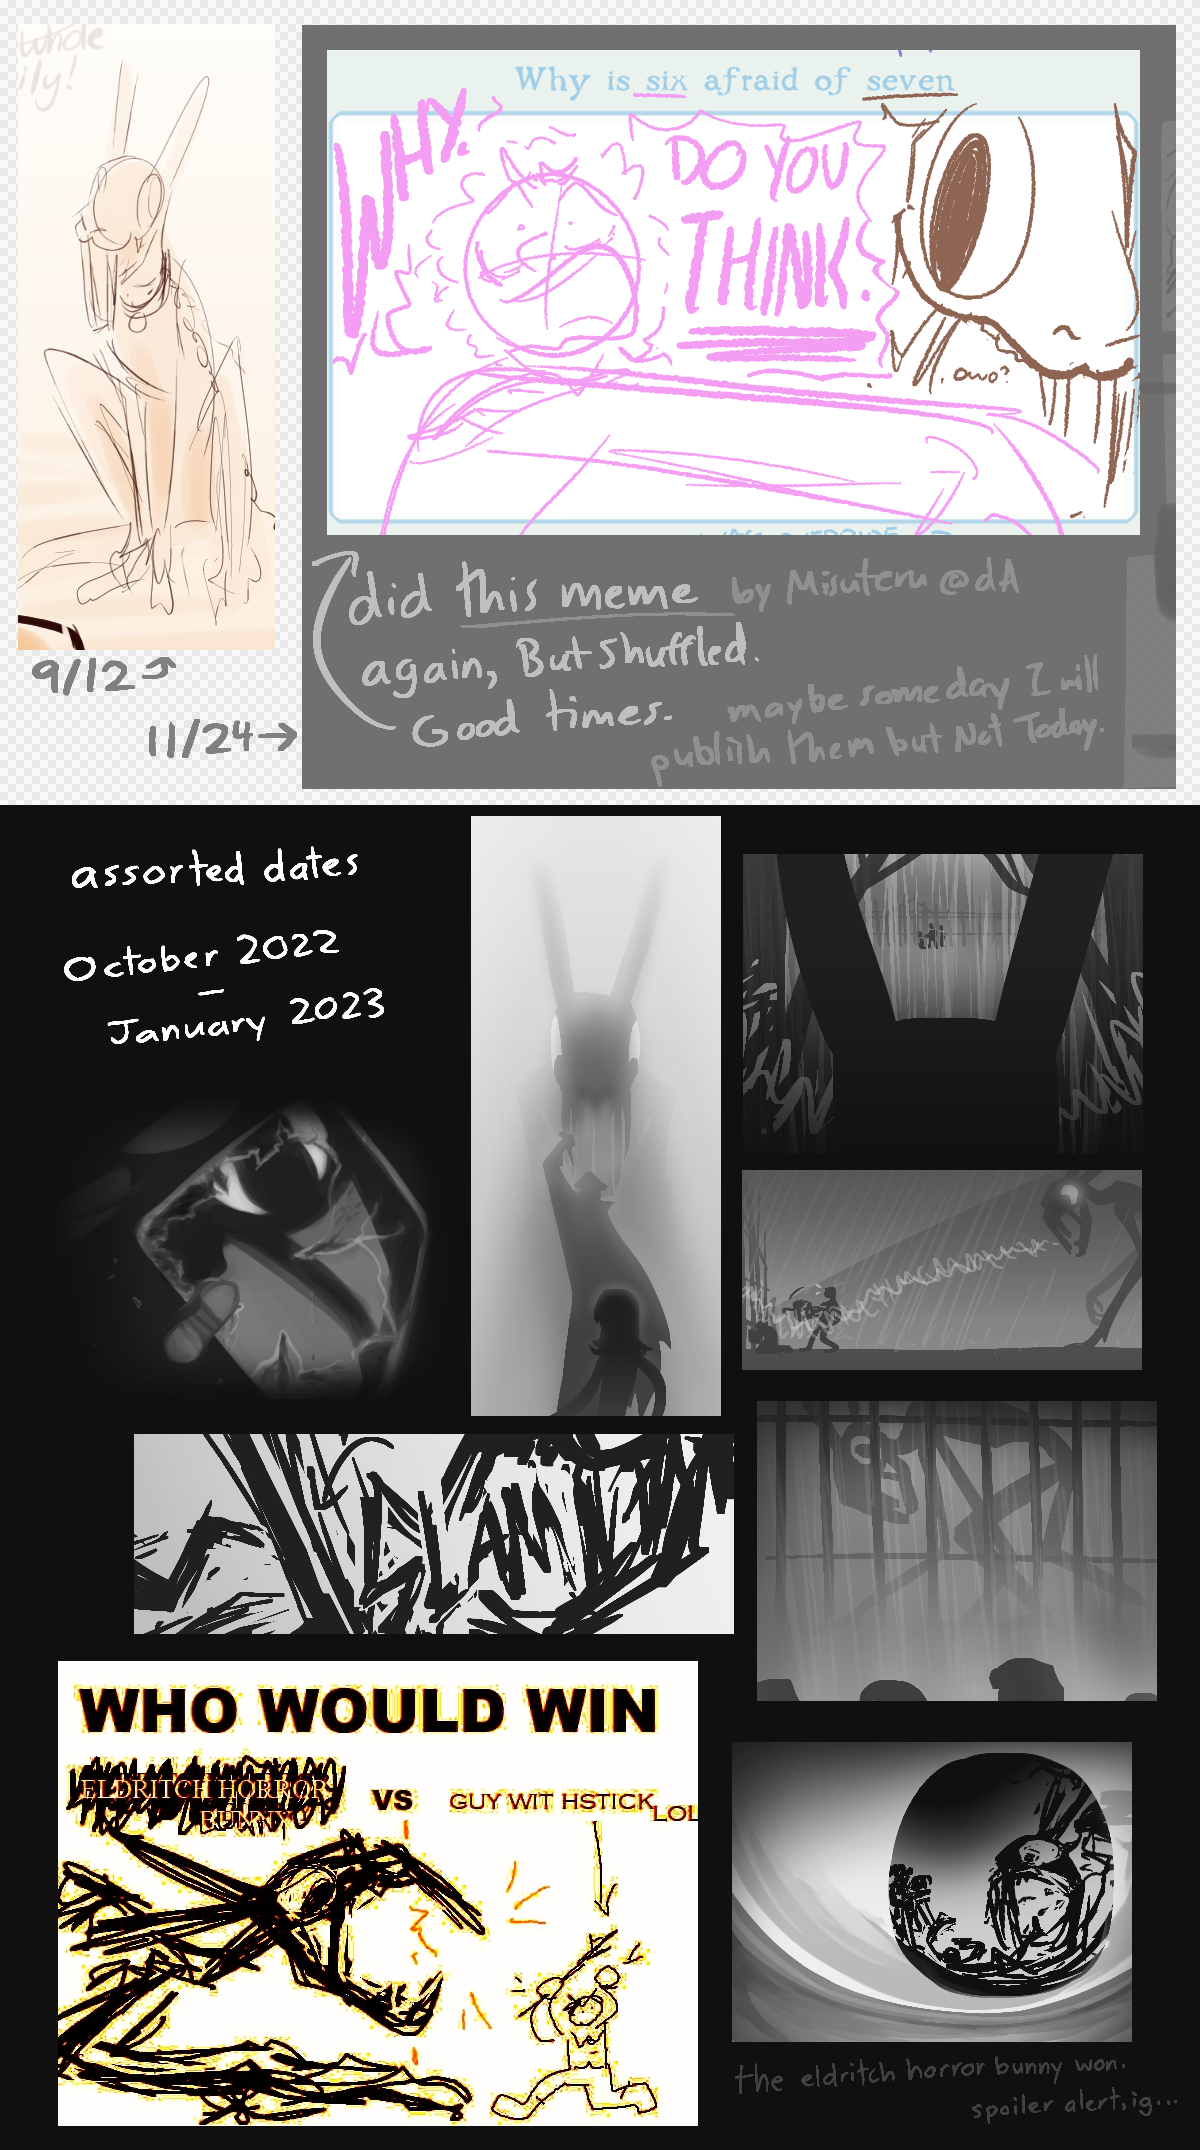 whole
ily!
Why is six afraid of seven
WHY.
DO YOU
THINK.
owo?
9/12
11/24
did this meme by Misuteru @dA
again, But Shuffled.
Good times.
maybe someday I will
publish them but Not Today.
assorted dates
October 2022
–
January 2023
SLAM
WHO WOULD WIN
ELDRITCH HORROR
BUNNY
VS
GUY WIT HSTICK
LOL
the eldritch horror bunny won.
spoiler alert, ig...